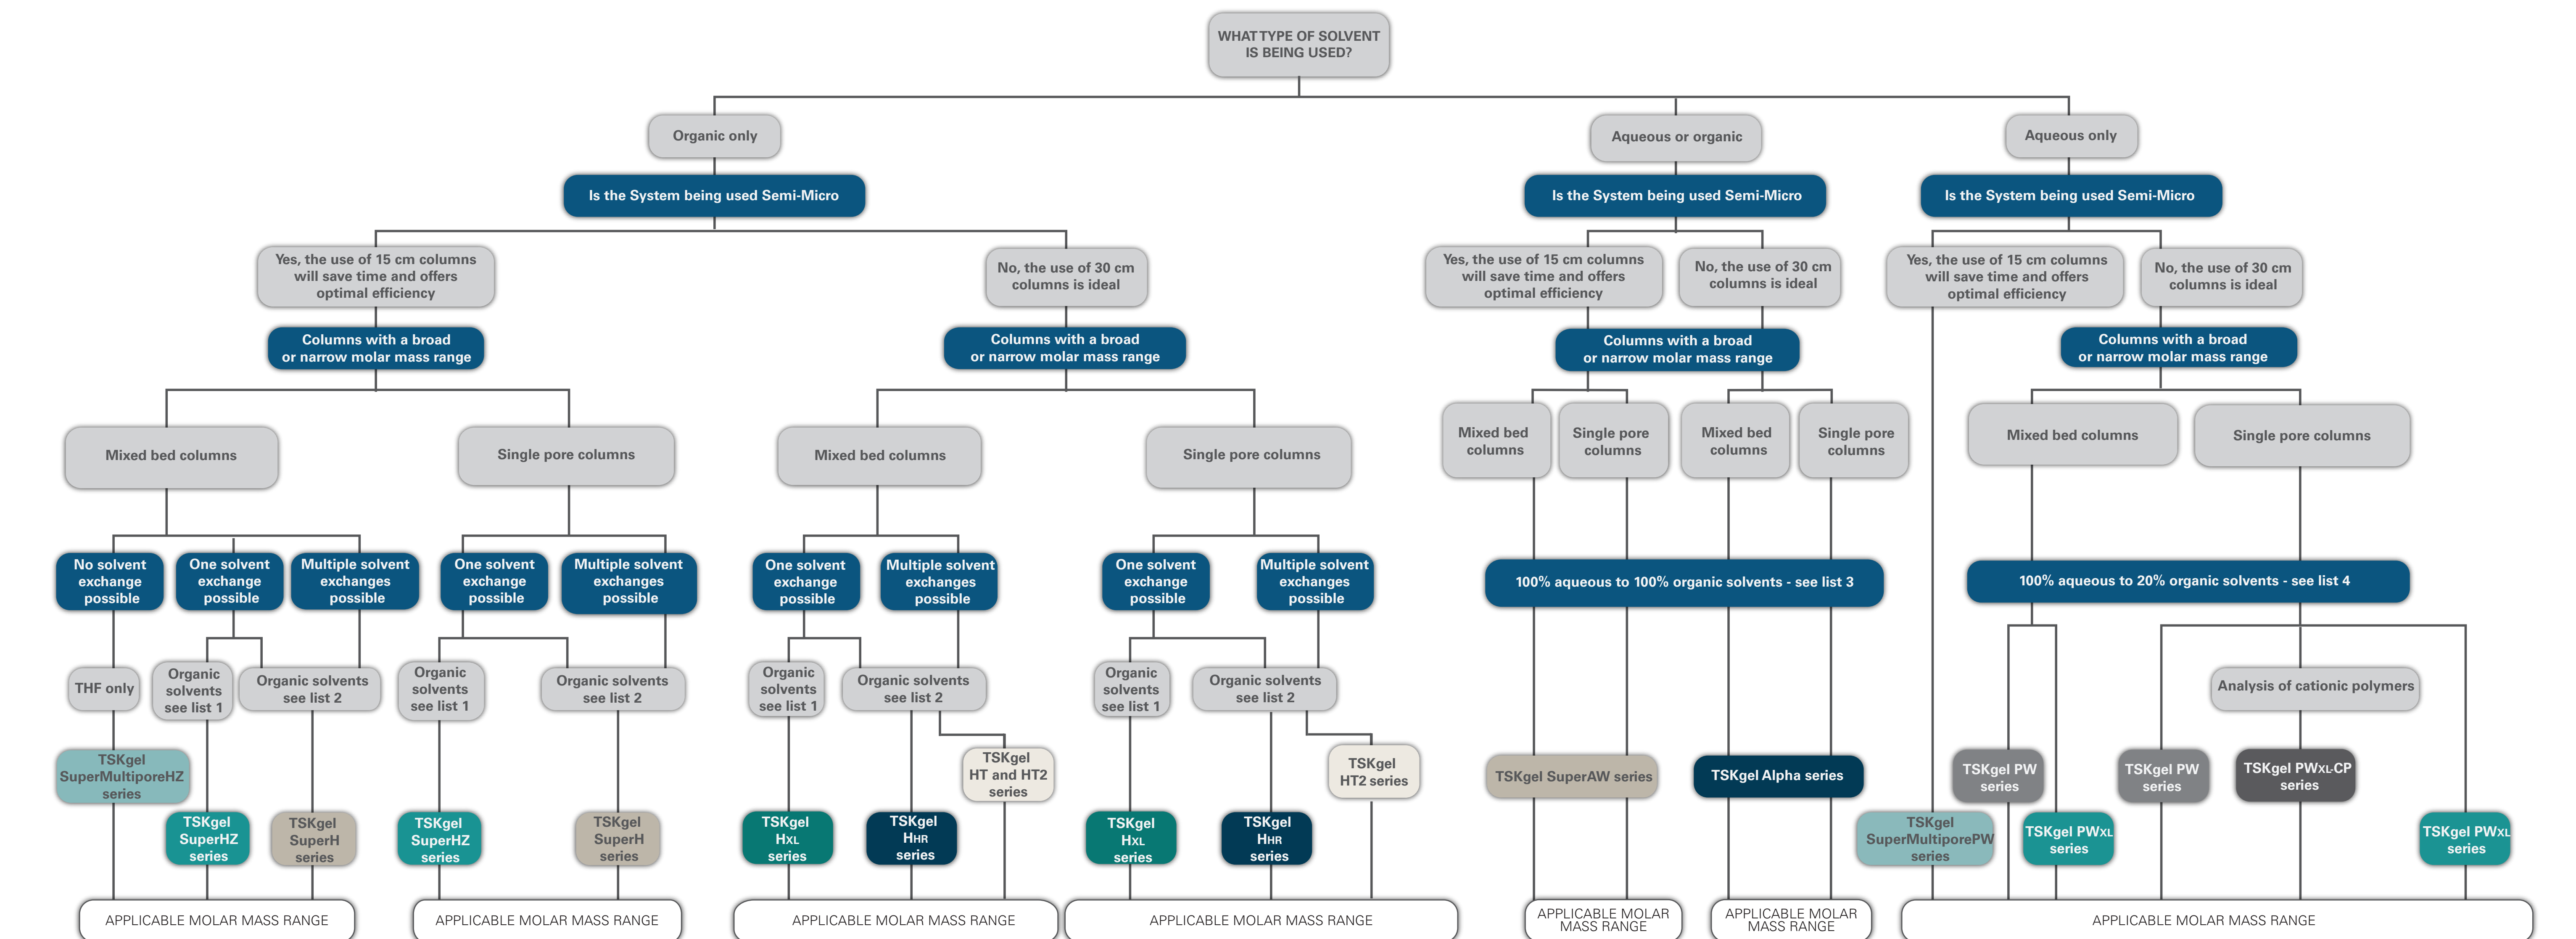 WHAT TYPE OF SOLVENT
IS BEING USED?
Organic only
Aqueous or organic
Aqueous only
Is the System being used Semi-Micro
Is the System being used Semi-Micro
Is the System being used Semi-Micro
Yes, the use of 15 cm columns
will save time and offers
optimal efficiency
No, the use of 30 cm
columns is ideal
Yes, the use of 15 cm columns
will save time and offers
optimal efficiency
No, the use of 30 cm
columns is ideal
Yes, the use of 15 cm columns
will save time and offers
optimal efficiency
No, the use of 30 cm
columns is ideal
Columns with a broad
or narrow molar mass range
Columns with a broad
or narrow molar mass range
Columns with a broad
or narrow molar mass range
Columns with a broad
or narrow molar mass range
Mixed bed columns
Single pore columns
Mixed bed columns
Single pore columns
Mixed bed
columns
Single pore
columns
Mixed bed
columns
Single pore
columns
Mixed bed columns
Single pore columns
No solvent
exchange
possible
One solvent
exchange
possible
Multiple solvent
exchanges
possible
One solvent
exchange
possible
Multiple solvent
exchanges
possible
One solvent
exchange
possible
Multiple solvent
exchanges
possible
One solvent
exchange
possible
Multiple solvent
exchanges
possible
100% aqueous to 100% organic solvents - see list 3
100% aqueous to 20% organic solvents - see list 4
THF only
Organic
solvents
see list 1
Organic solvents
see list 2
Organic
solvents
see list 1
Organic solvents
see list 2
Organic
solvents
see list 1
Organic solvents
see list 2
Organic
solvents
see list 1
Organic solvents
see list 2
Analysis of cationic polymers
TSKgel
SuperMultiporeHZ
series
TSKgel
HT and HT2
series
TSKgel
HT2 series
TSKgel SuperAW series
TSKgel Alpha series
TSKgel PW
series
TSKgel PW
series
TSKgel PWXL-CP
series
TSKgel
SuperHZ
series
TSKgel
SuperH
series
TSKgel
SuperHZ
series
TSKgel
SuperH
series
TSKgel
HXL
series
TSKgel
HHR
series
TSKgel
HXL
series
TSKgel
HHR
series
TSKgel
SuperMultiporePW
series
TSKgel PWXL
series
TSKgel PWXL
series
APPLICABLE MOLAR MASS RANGE
APPLICABLE MOLAR MASS RANGE
APPLICABLE MOLAR MASS RANGE
APPLICABLE MOLAR MASS RANGE
APPLICABLE MOLAR
MASS RANGE
APPLICABLE MOLAR
MASS RANGE
APPLICABLE MOLAR MASS RANGE